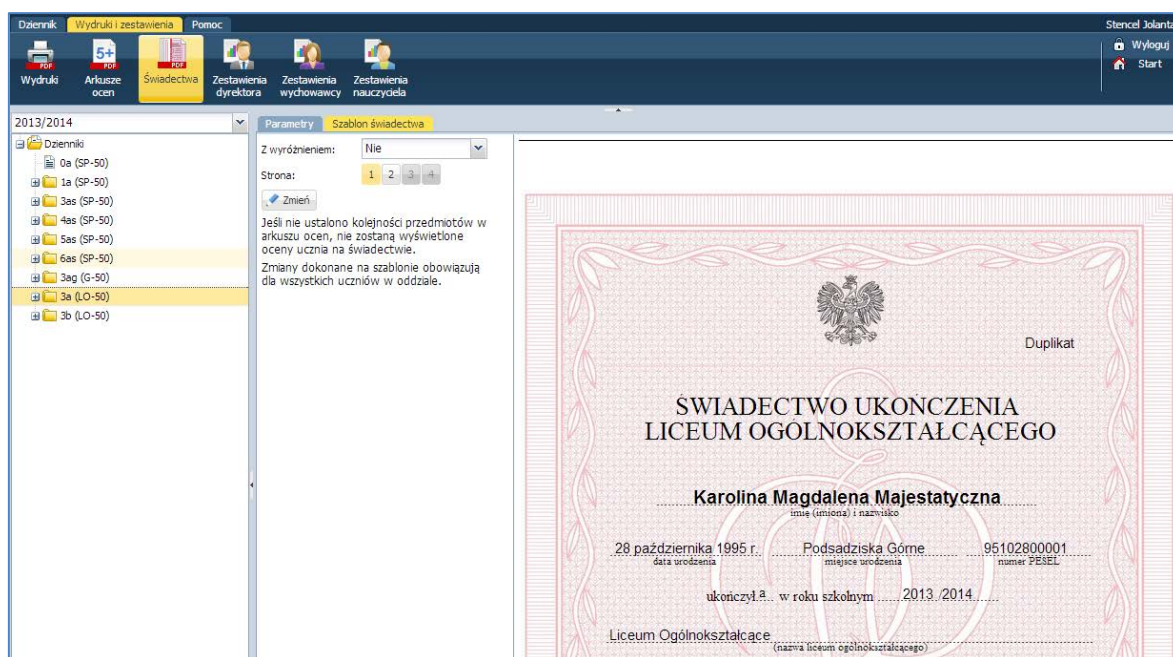 Dziennik Wydruki i zestawienia Pomoc Stencel Jolanta
PDF 5+ PDF PDF
Wydruki Arkusze ocen Świadectwa Zestawienia dyrektora Zestawienia wychowawcy Zestawienia nauczyciela
Wyloguj
Start
2013/2014
Dzienniki
0a (SP-50)
1a (SP-50)
3as (SP-50)
4as (SP-50)
5as (SP-50)
6as (SP-50)
3ag (G-50)
3a (LO-50)
3b (LO-50)
Parametry Szablon świadectwa
Z wyróżnieniem: Nie
Strona: 1 2 3 4
Zmień
Jeśli nie ustalono kolejności przedmiotów w
arkuszu ocen, nie zostaną wyświetlone
oceny ucznia na świadectwie.
Zmiany dokonane na szablonie obowiązują
dla wszystkich uczniów w oddziale.
Duplikat
ŚWIADECTWO UKOŃCZENIA
LICEUM OGÓLNOKSZTAŁCĄCEGO
Karolina Magdalena Majestatyczna
imię (imiona) i nazwisko
28 października 1995 r. Podsadziska Górne 95102800001
data urodzenia miejsce urodzenia numer PESEL
ukończył a w roku szkolnym 2013 /2014
Liceum Ogólnokształcące
(nazwa liceum ogólnokształcącego)